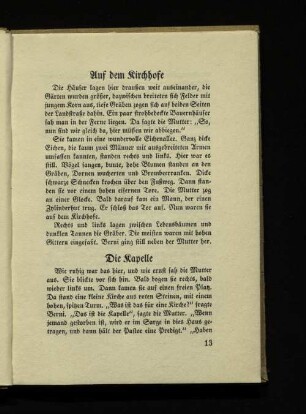 Auf dem Kirchhofe
Die Häuser lagen hier draußen weit auseinander, die
Gärten wurden größer, dazwischen breiteten sich Felder mit
jungem Korn aus, tiefe Gräben zogen sich auf beiden Seiten
der Landstraße dahin. Ein paar strohbedeckte Bauernhäuser
sah man in der Ferne liegen. Da sagte die Mutter: „So,
nun sind wir gleich da, hier müssen wir abbiegen.“
Sie kamen in eine wundervolle Eichenallee. Ganz dicke
Eichen, die kaum zwei Männer mit ausgebreiteten Armen
umfassen konnten, standen rechts und links. Hier war es
still. Vögel sangen, bunte, hohe Blumen standen an den
Gräben, Dornen wucherten und Brombeerranken. Dicke
schwarze Schnecken krochen über den Fußweg. Dann stan-
den sie vor einem hohen eisernen Tore. Die Mutter zog
an einer Glocke. Bald darauf kam ein Mann, der einen
Zylinderhut trug. Er schloß das Tor auf. Nun waren sie
auf dem Kirchhofe.
Rechts und links lagen zwischen Lebensbäumen und
dunklen Tannen die Gräber. Die meisten waren mit hohen
Gittern eingefaßt. Berni ging still neben der Mutter her.
Die Kapelle
Wie ruhig war das hier, und wie ernst sah die Mutter
aus. Sie blickte vor sich hin. Bald bogen sie rechts, bald
wieder links um. Dann kamen sie auf einen freien Platz.
Da stand eine kleine Kirche aus roten Steinen, mit einem
hohen, spitzen Turm. „Was ist das für eine Kirche?“ fragte
Berni. „Das ist die Kapelle“, sagte die Mutter. „Wenn
jemand gestorben ist, wird er im Sarge in dies Haus ge-
tragen, und dann hält der Pastor eine Predigt.“ „Haben
13